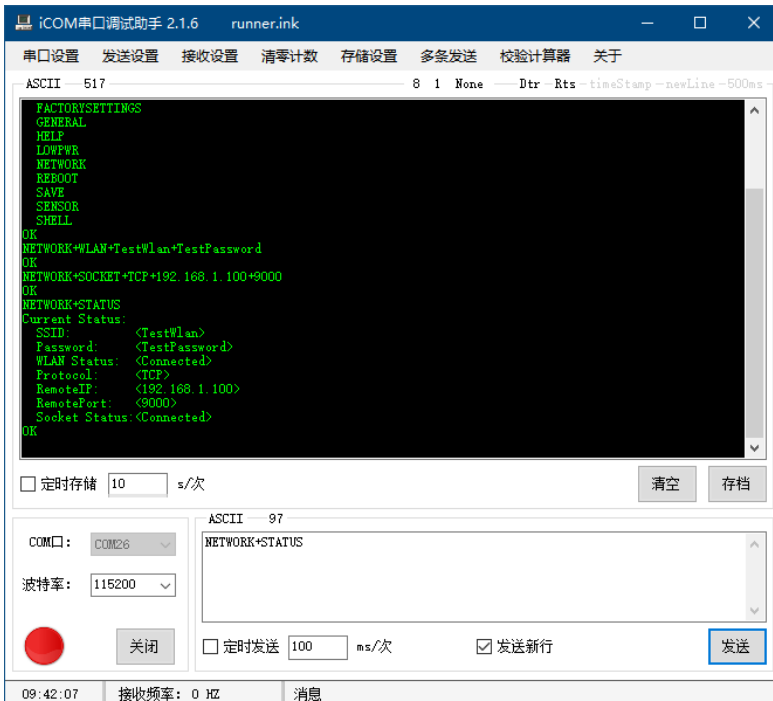 iCOM串口调试助手 2.1.6 runner.ink
串口设置 发送设置 接收设置 清零计数 存储设置 多条发送 校验计算器 关于
ASCII 517 8 1 None Dtr Rts timeStamp newLine 500ms
FACTORYSETTINGS
GENERAL
HELP
LOWPWR
NETWORK
REBOOT
SAVE
SENSOR
SHELL
OK
NETWORK+WLAN+TestWlan+TestPassword
OK
NETWORK+SOCKET+TCP+192.168.1.100+9000
OK
NETWORK+STATUS
Current Status:
SSID: <TestWlan>
Password: <TestPassword>
WLAN Status: <Connected>
Protocol: <TCP>
RemoteIP: <192.168.1.100>
RemotePort: <9000>
Socket Status:<Connected>
OK
定时存储 10 s/次 清空 存档
ASCII 97
COM口: COM26
NETWORK+STATUS
波特率: 115200
关闭
定时发送 100 ms/次 发送新行 发送
09:42:07 接收频率: 0 HZ 消息